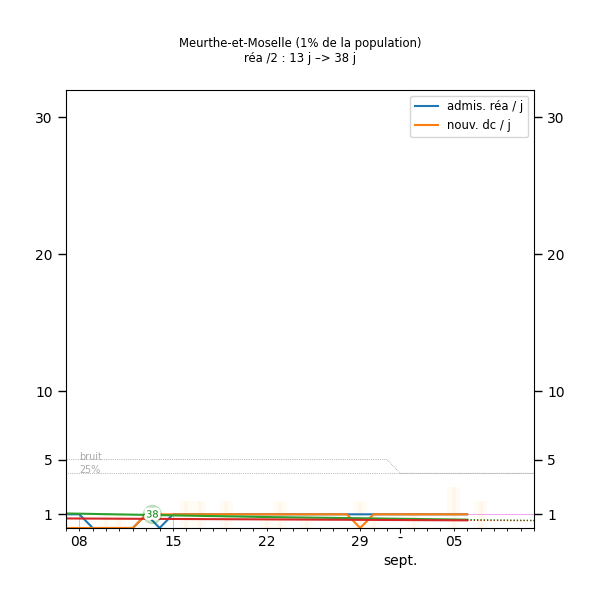 Meurthe-et-Moselle (1% de la population)
réa /2 : 13 j –> 38 j
admis. réa / j
nouv. dc / j
30 30
20 20
10 10
5 5
bruit
25%
38
1 1
08 15 22 29 - 05
sept.